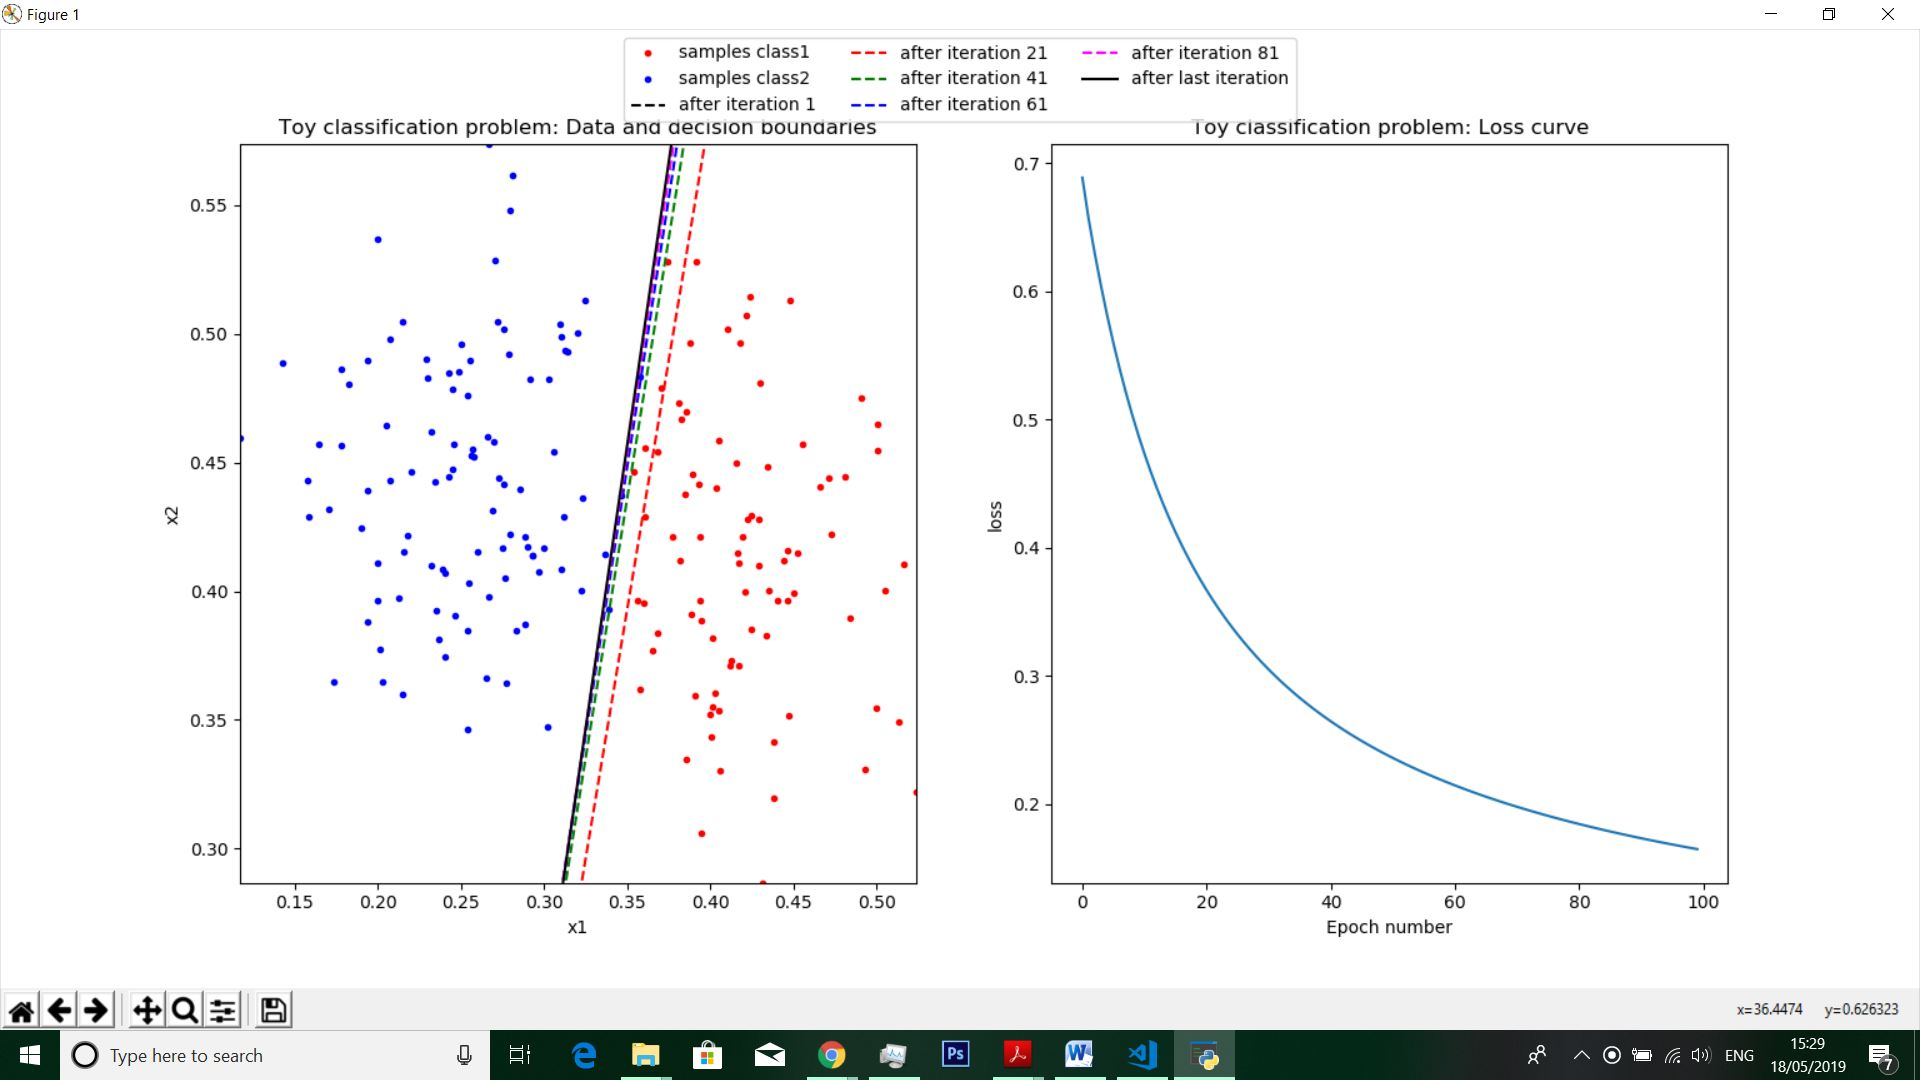 Figure 1
samples class1
samples class2
after iteration 1
after iteration 21
after iteration 41
after iteration 61
after iteration 81
after last iteration
Toy classification problem: Data and decision boundaries
0.55
0.50
0.45
0.40
0.35
0.30
x2
0.15 0.20 0.25 0.30 0.35 0.40 0.45 0.50
x1
Toy classification problem: Loss curve
0.7
0.6
0.5
0.4
0.3
0.2
loss
0 20 40 60 80 100
Epoch number
x=36.4474 y=0.626323
Type here to search
Ps
W
ENG
15:29
18/05/2019
7